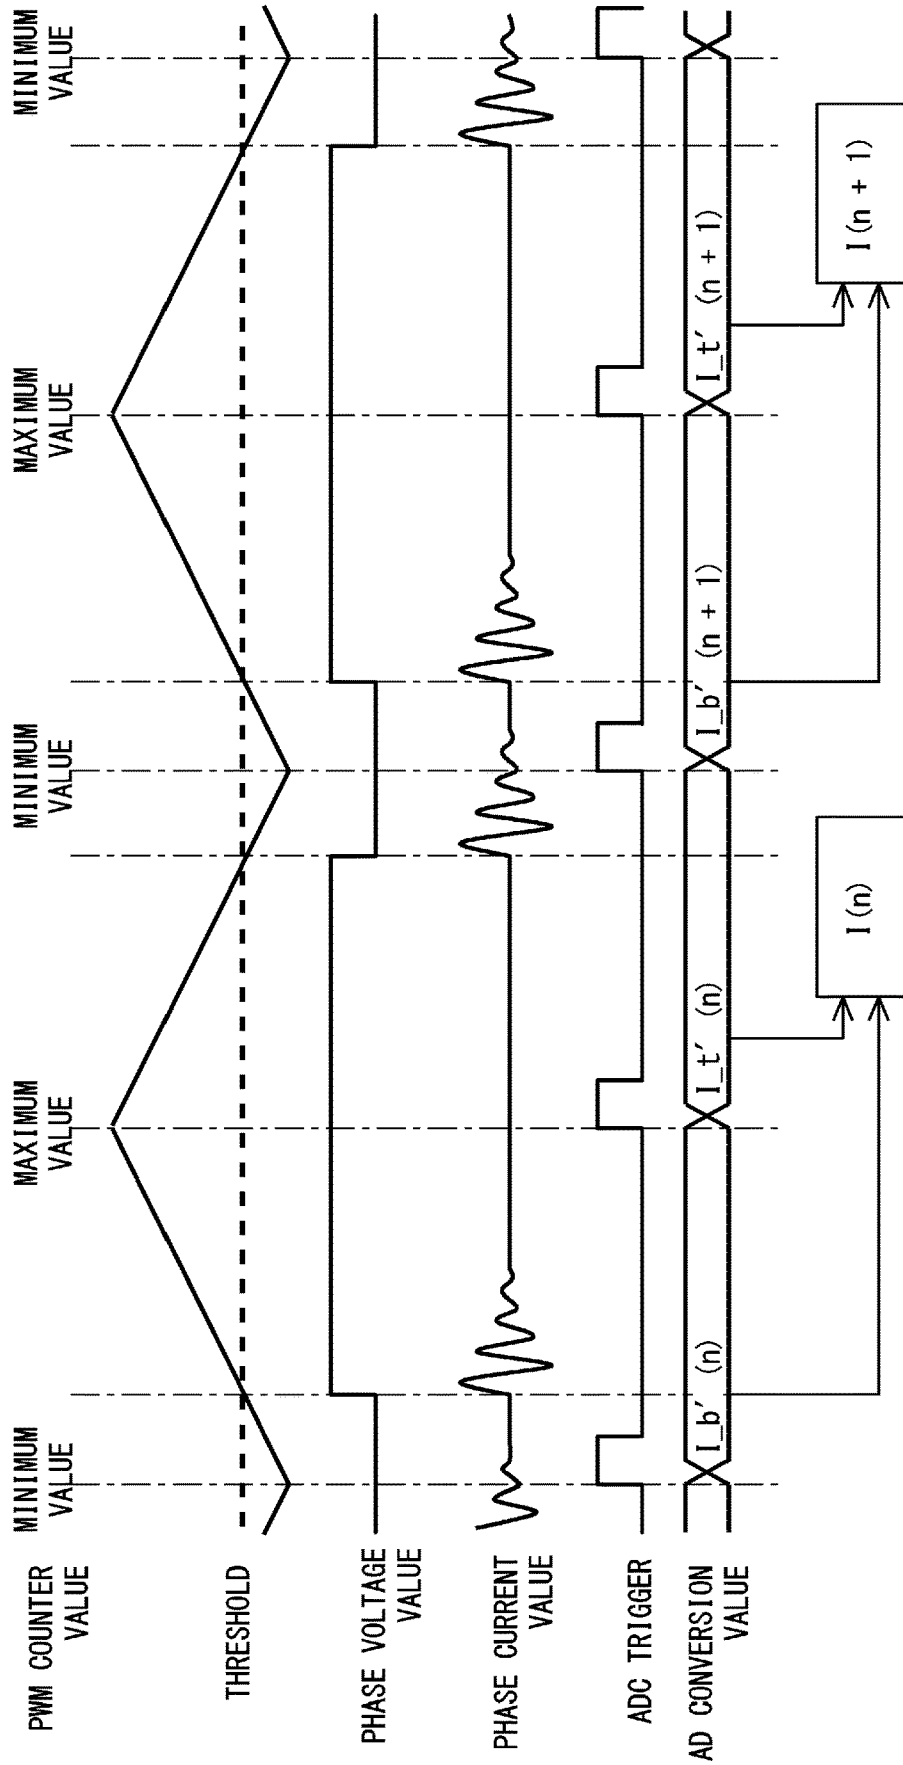 MINIMUM
VALUE
MAXIMUM
VALUE
MINIMUM
VALUE
MAXIMUM
VALUE
MINIMUM
VALUE
PWM COUNTER
VALUE
THRESHOLD
PHASE VOLTAGE
VALUE
PHASE CURRENT
VALUE
ADC TRIGGER
AD CONVERSION
VALUE
I_b′ (n)
I_t′ (n)
I_b′ (n + 1)
I_t′ (n + 1)
I(n)
I(n + 1)